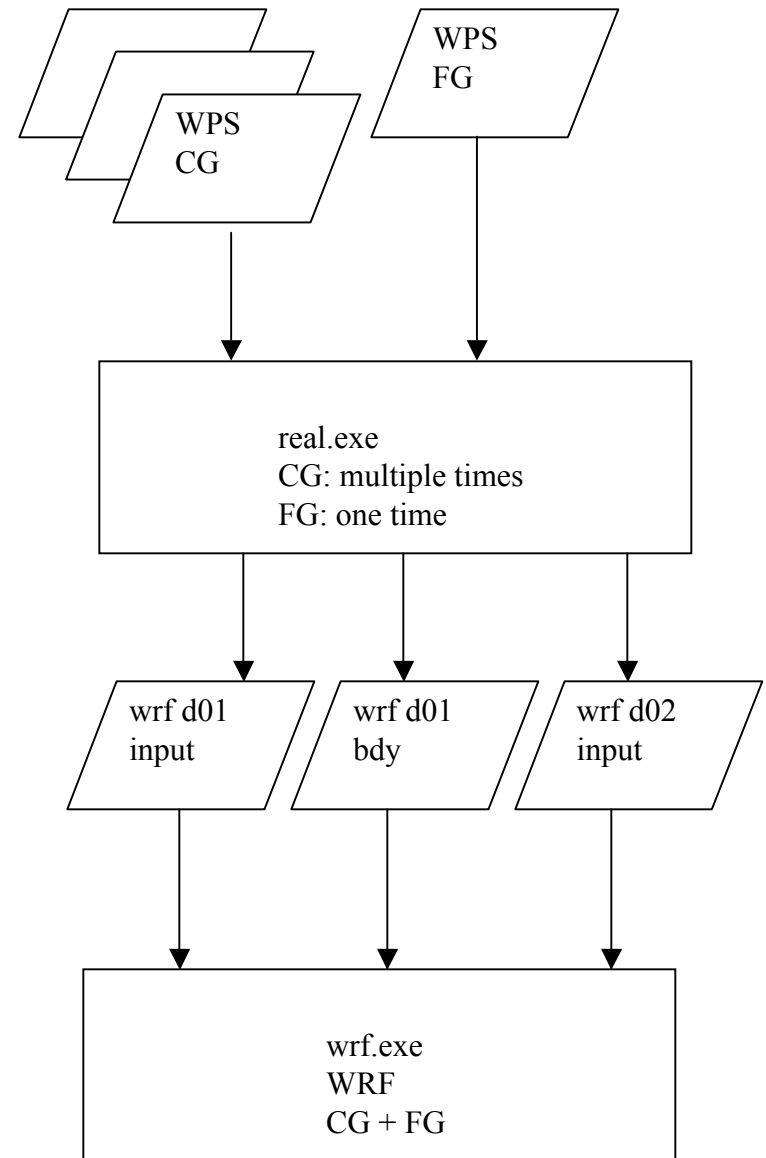 WPS
CG
WPS
FG
real.exe
CG: multiple times
FG: one time
wrf d01
input
wrf d01
bdy
wrf d02
input
wrf.exe
WRF
CG + FG